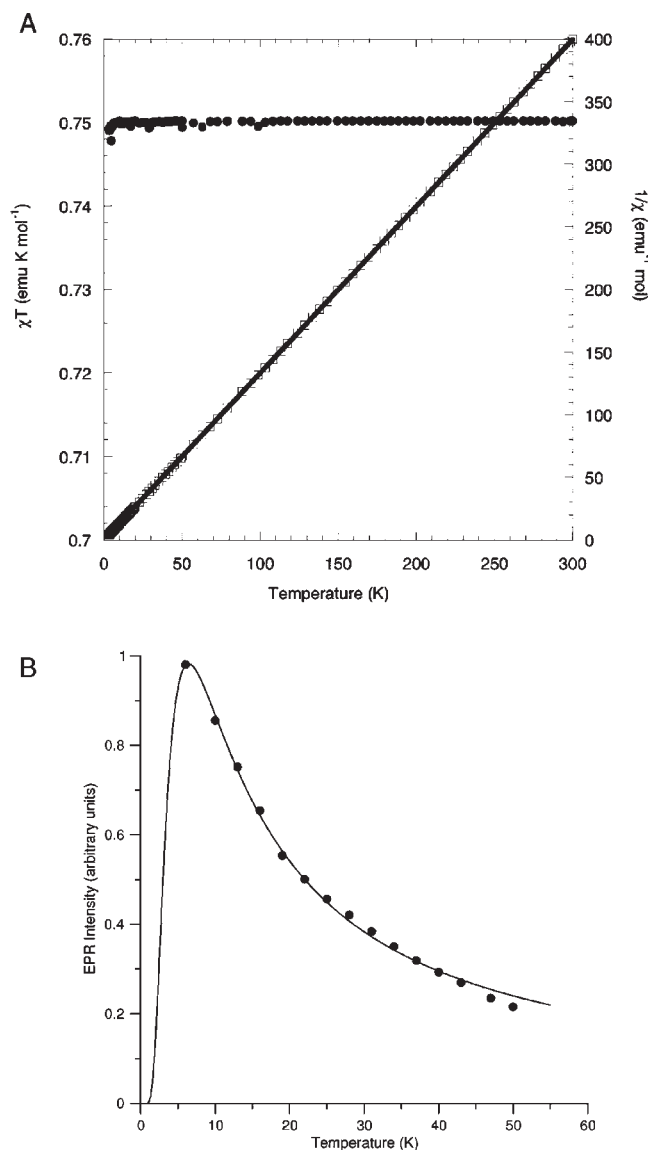 A
0.76
0.75
0.74
0.73
0.72
0.71
0.7
χT (emu K mol⁻¹)
400
350
300
250
200
150
100
50
0
1/χ (emu⁻¹ mol)
0 50 100 150 200 250 300
Temperature (K)
B
1
0.8
0.6
0.4
0.2
0
EPR Intensity (arbitrary units)
0 10 20 30 40 50 60
Temperature (K)